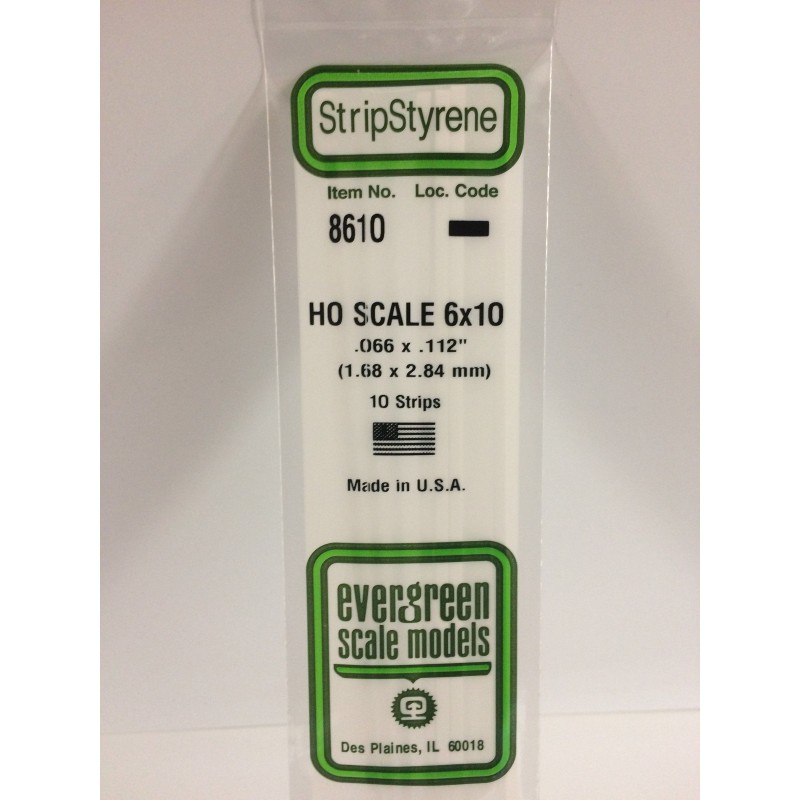 StripStyrene
Item No. Loc. Code
8610
HO SCALE 6x10
.066 x .112"
(1.68 x 2.84 mm)
10 Strips
Made in U.S.A.
evergreen
scale models
Des Plaines, IL 60018